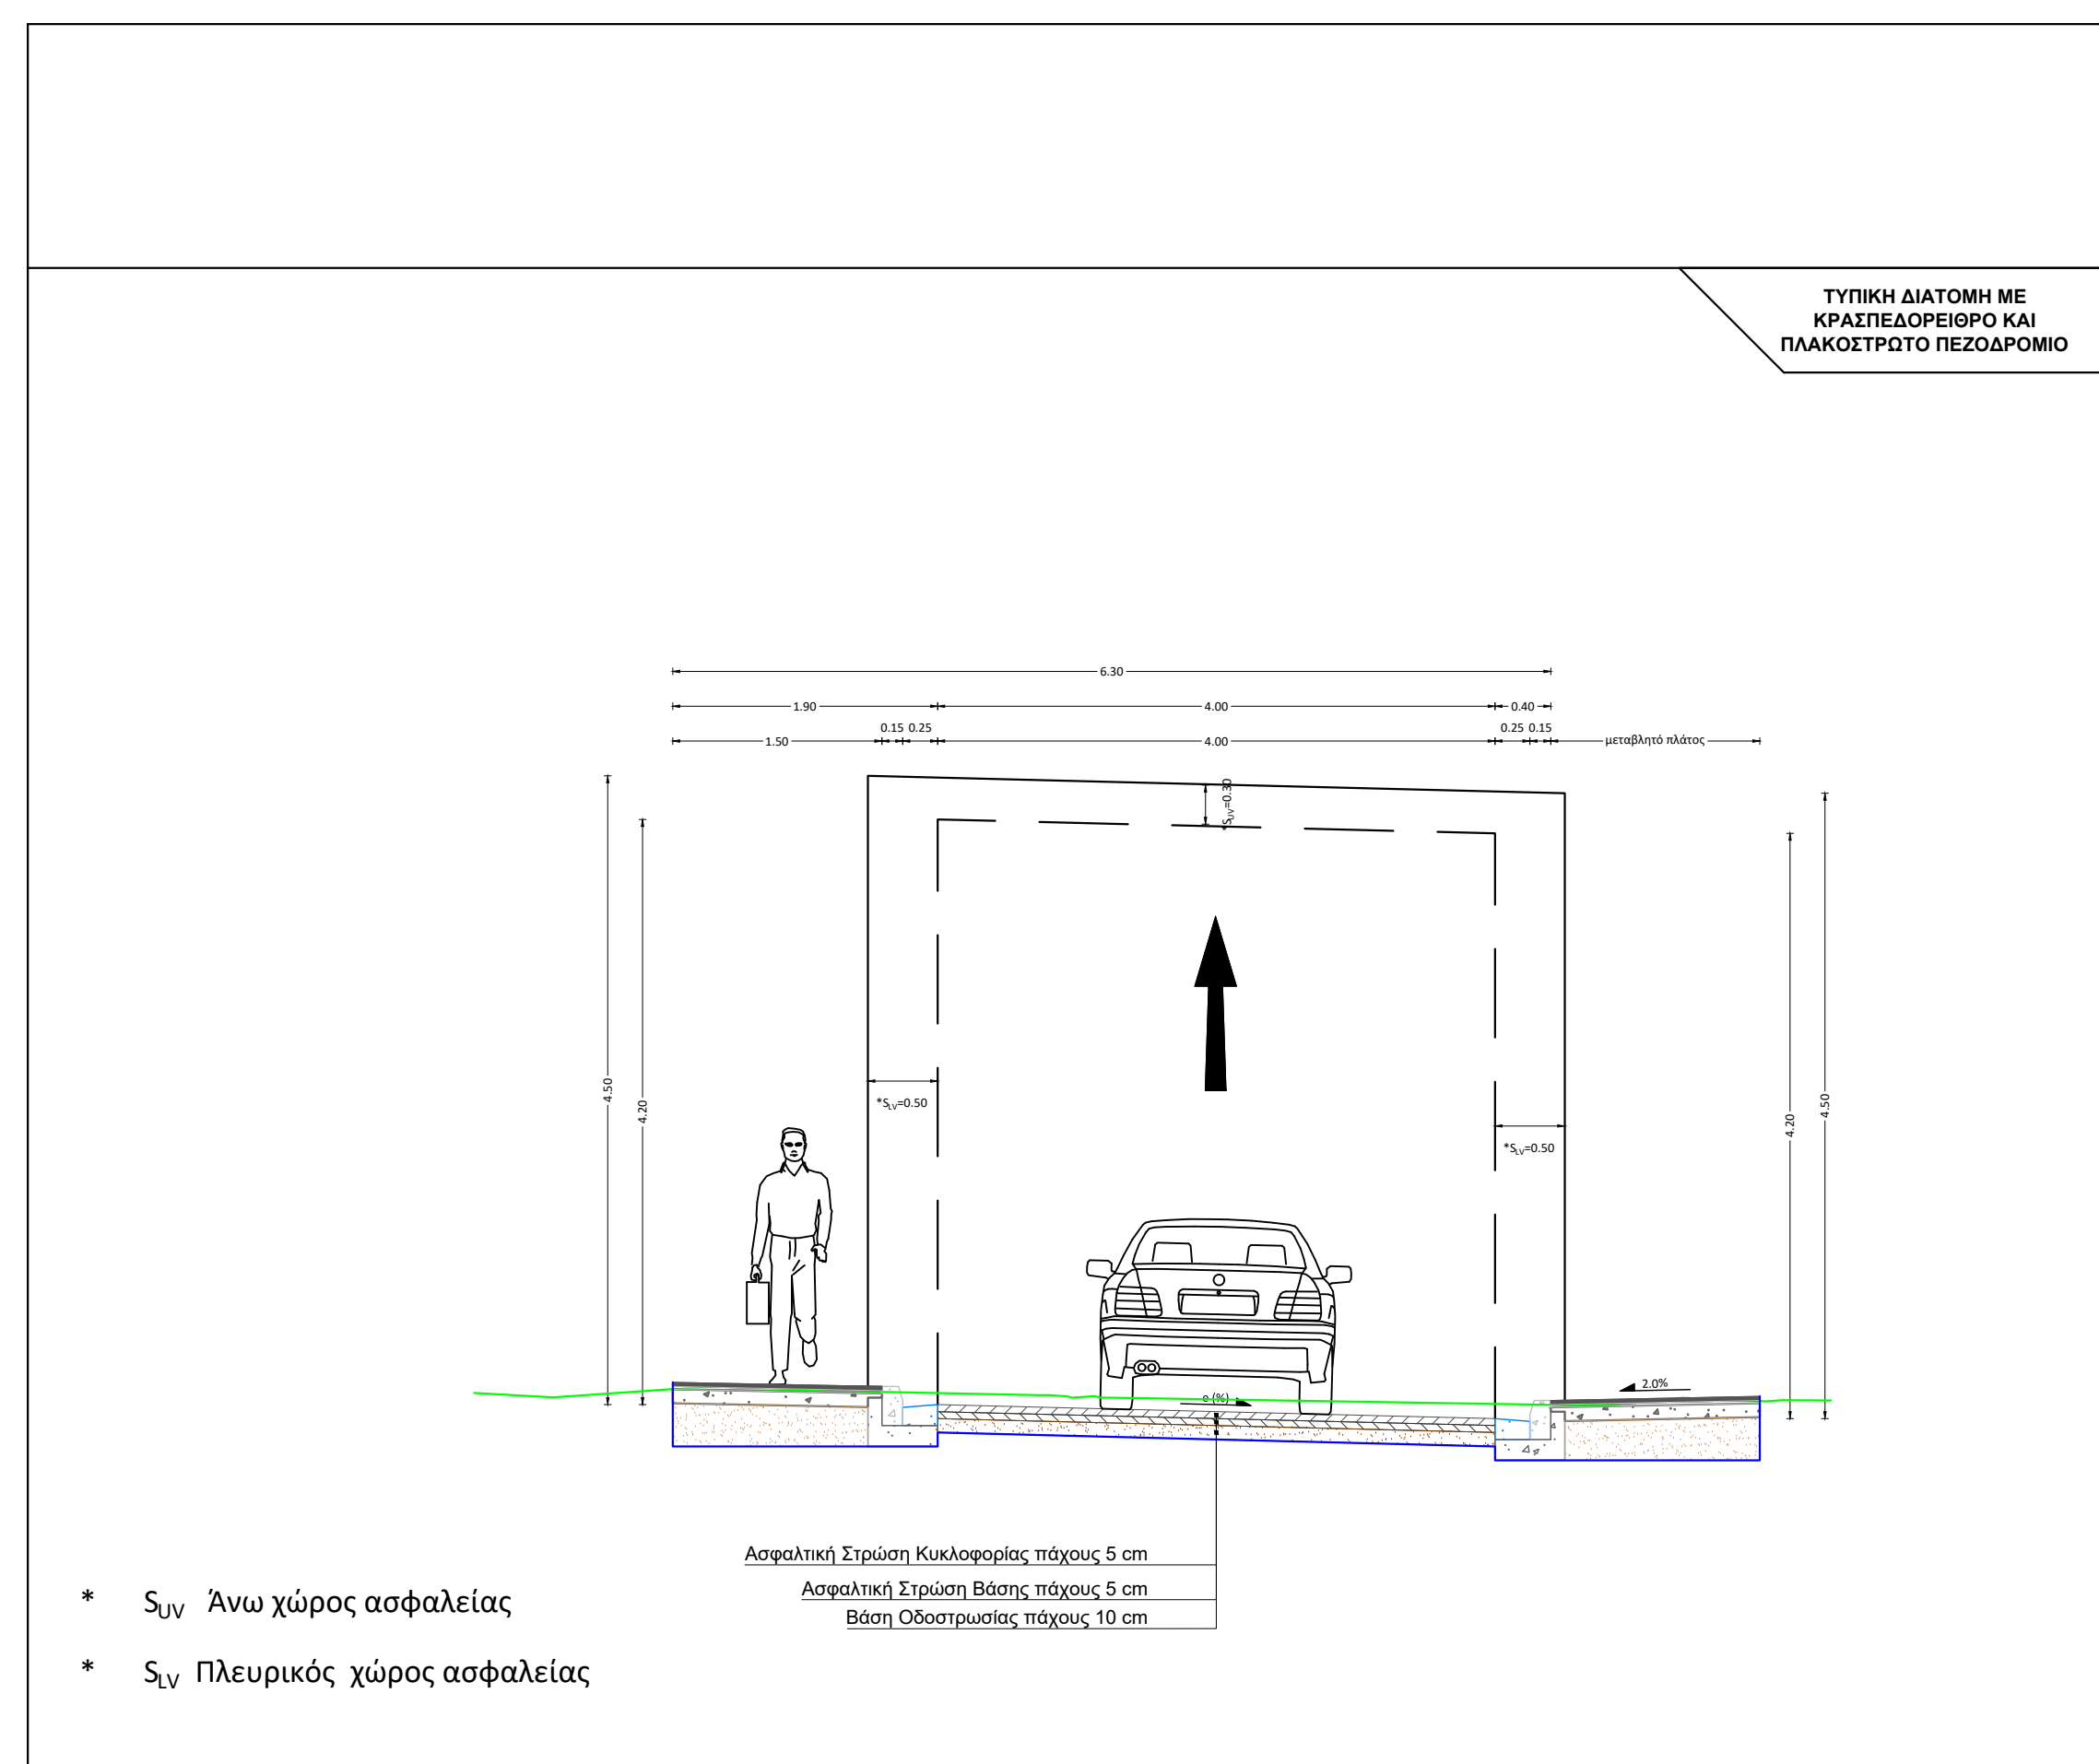 ΤΥΠΙΚΗ ΔΙΑΤΟΜΗ ΜΕ
ΚΡΑΣΠΕΔΟΡΕΙΘΡΟ ΚΑΙ
ΠΛΑΚΟΣΤΡΩΤΟ ΠΕΖΟΔΡΟΜΙΟ
6.30
1.90 4.00 0.40
1.50 0.15 0.25 4.00 0.25 0.15 μεταβλητό πλάτος
*SUV=0.30
4.50
4.20
*SLV=0.50
*SLV=0.50
4.20
4.50
e (%)
2.0%
Ασφαλτική Στρώση Κυκλοφορίας πάχους 5 cm
Ασφαλτική Στρώση Βάσης πάχους 5 cm
Βάση Οδοστρωσίας πάχους 10 cm
* SUV Άνω χώρος ασφαλείας
* SLV Πλευρικός χώρος ασφαλείας